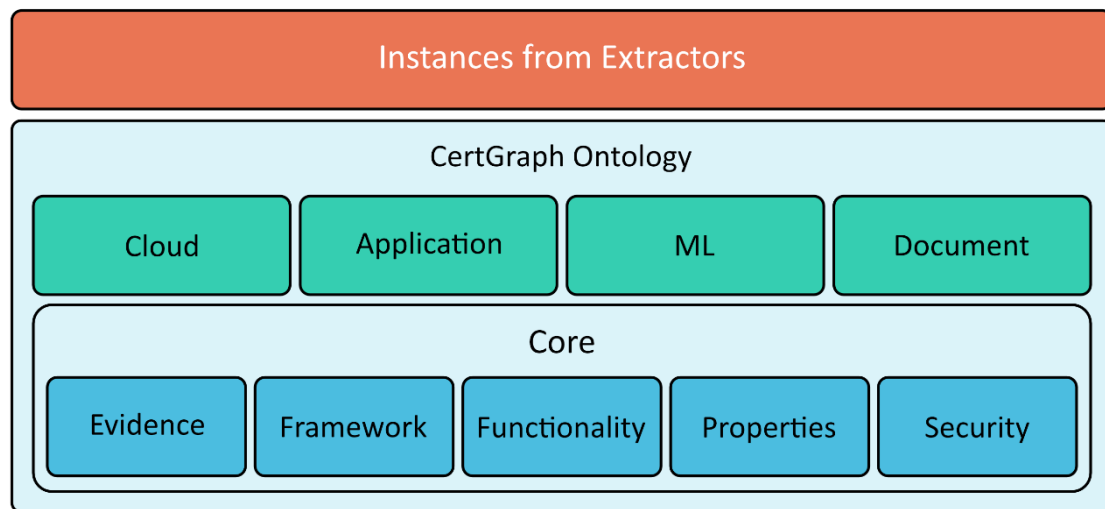 Instances from Extractors
CertGraph Ontology
Cloud
Application
ML
Document
Core
Evidence
Framework
Functionality
Properties
Security